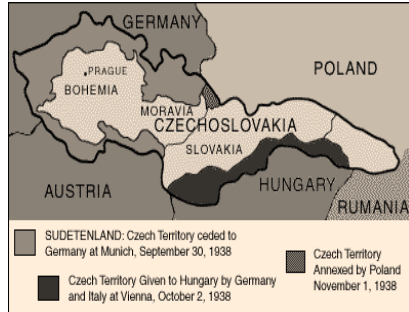 GERMANY
POLAND
PRAGUE
BOHEMIA
MORAVIA
CZECHOSLOVAKIA
SLOVAKIA
AUSTRIA
HUNGARY
RUMANIA
SUDETENLAND: Czech Territory ceded to
Germany at Munich, September 30, 1938
Czech Territory Given to Hungary by Germany
and Italy at Vienna, October 2, 1938
Czech Territory
Annexed by Poland
November 1, 1938